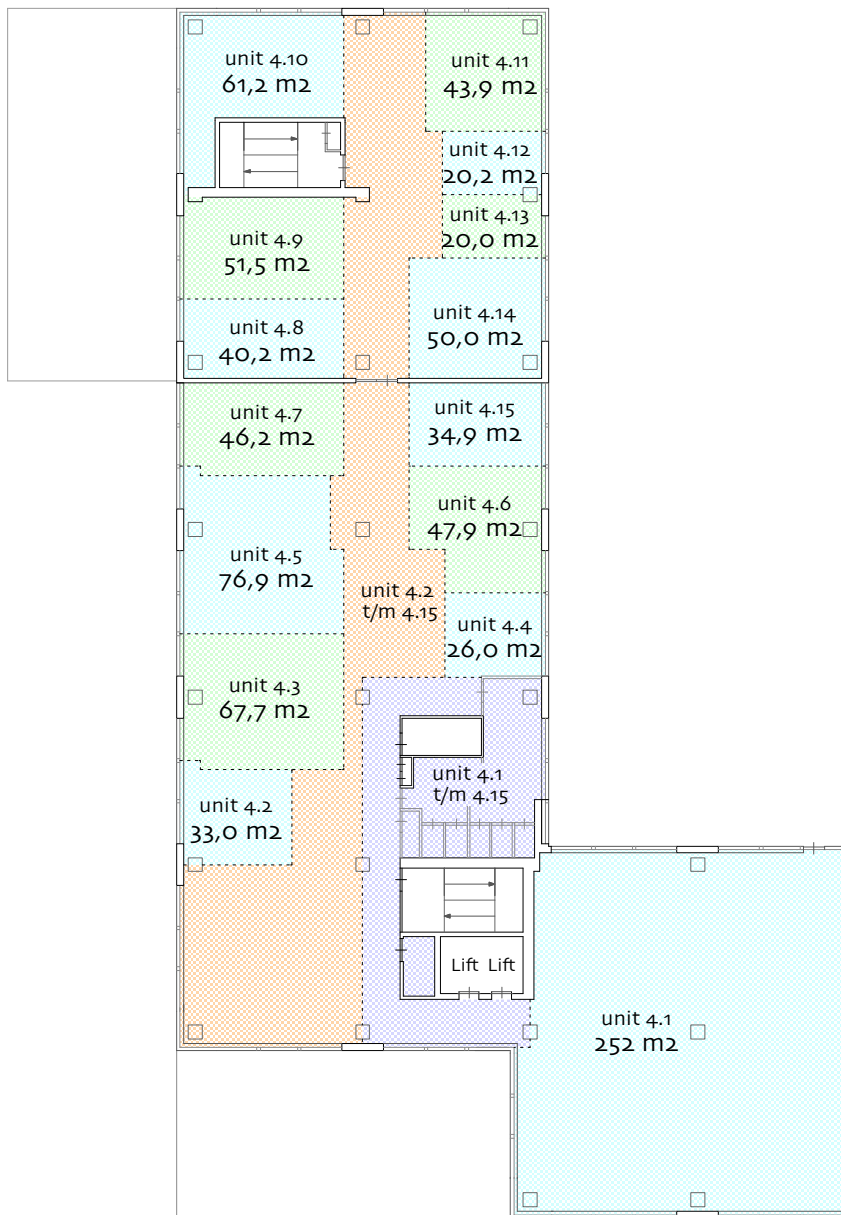 unit 4.10
61,2 m2
unit 4.11
43,9 m2
unit 4.12
20,2 m2
unit 4.13
20,0 m2
unit 4.9
51,5 m2
unit 4.14
50,0 m2
unit 4.8
40,2 m2
unit 4.7
46,2 m2
unit 4.15
34,9 m2
unit 4.6
47,9 m2
unit 4.5
76,9 m2
unit 4.2
t/m 4.15
unit 4.4
26,0 m2
unit 4.3
67,7 m2
unit 4.1
t/m 4.15
unit 4.2
33,0 m2
Lift Lift
unit 4.1
252 m2